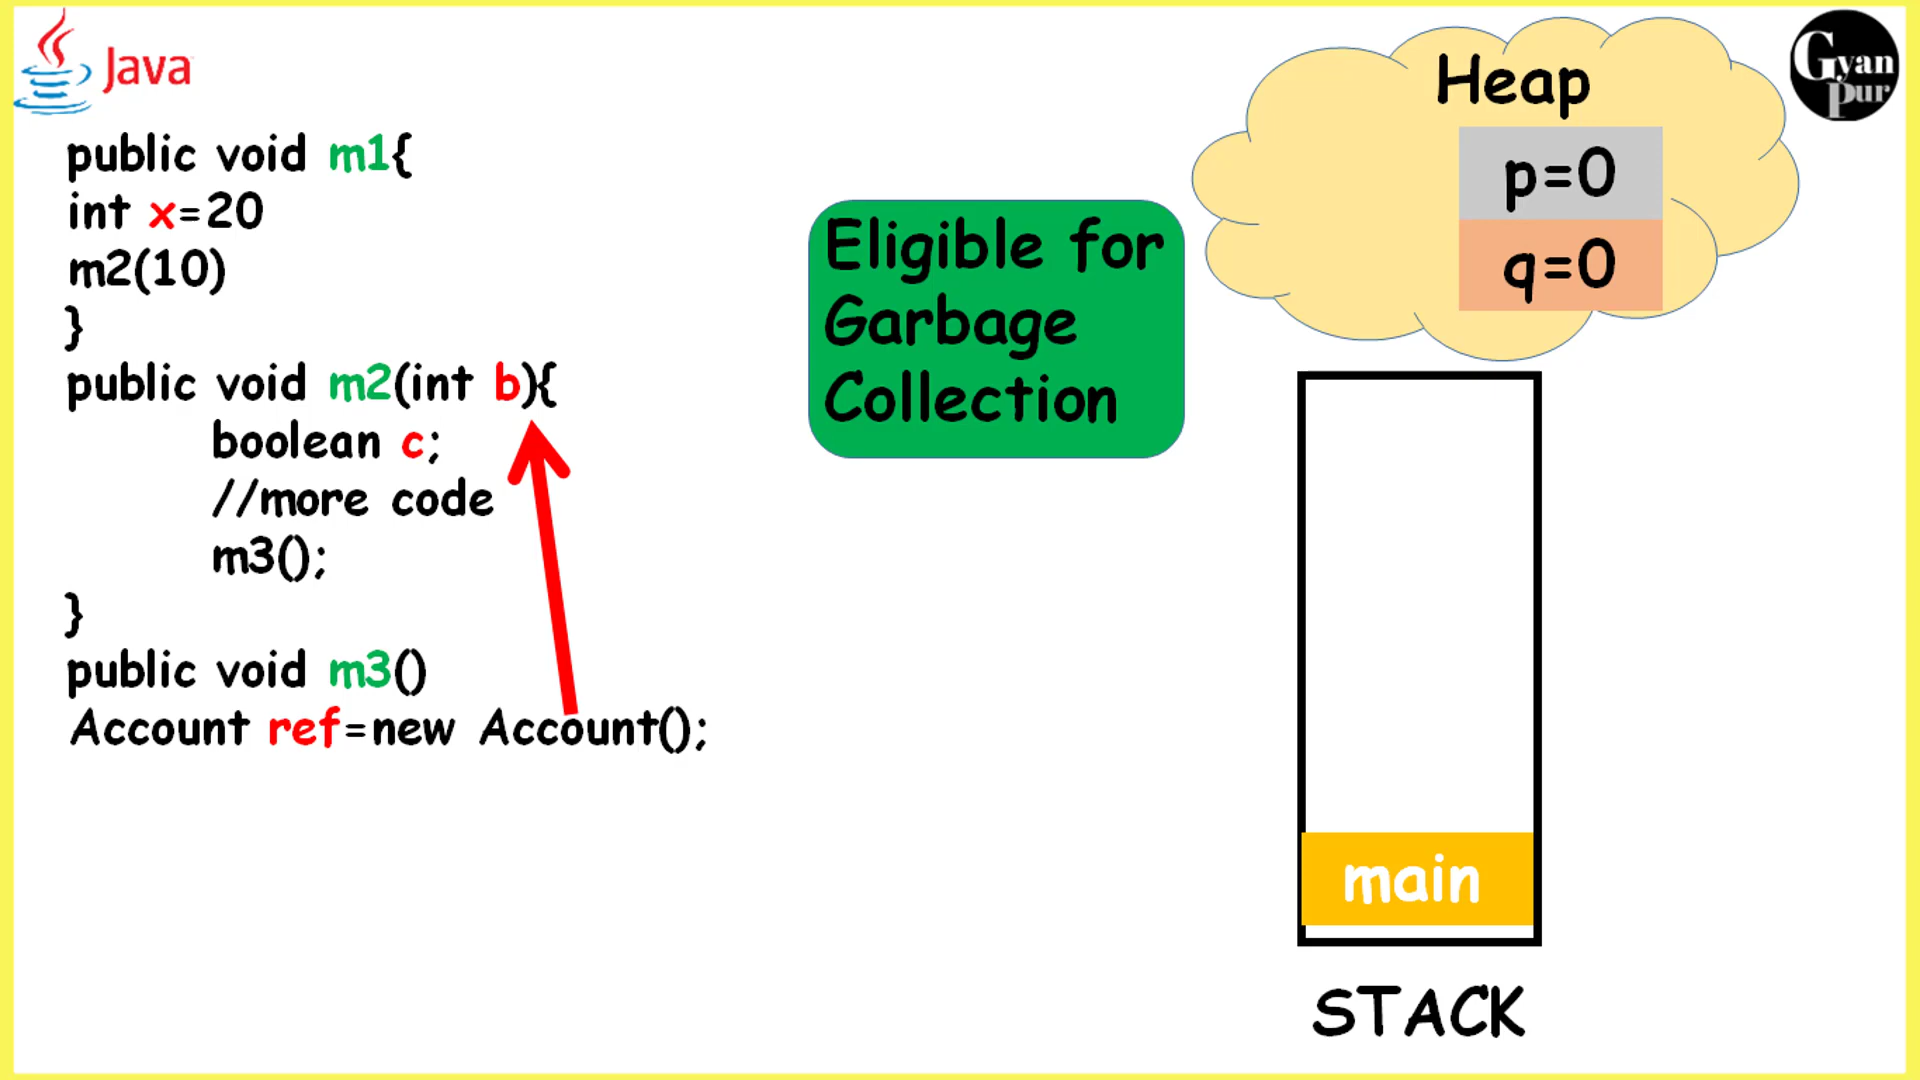 Java
public void m1{
int x=20
m2(10)
}
public void m2(int b){
boolean c;
//more code
m3();
}
public void m3()
Account ref=new Account();
Eligible for
Garbage
Collection
Heap
p=0
q=0
main
STACK
Gyan
Pur